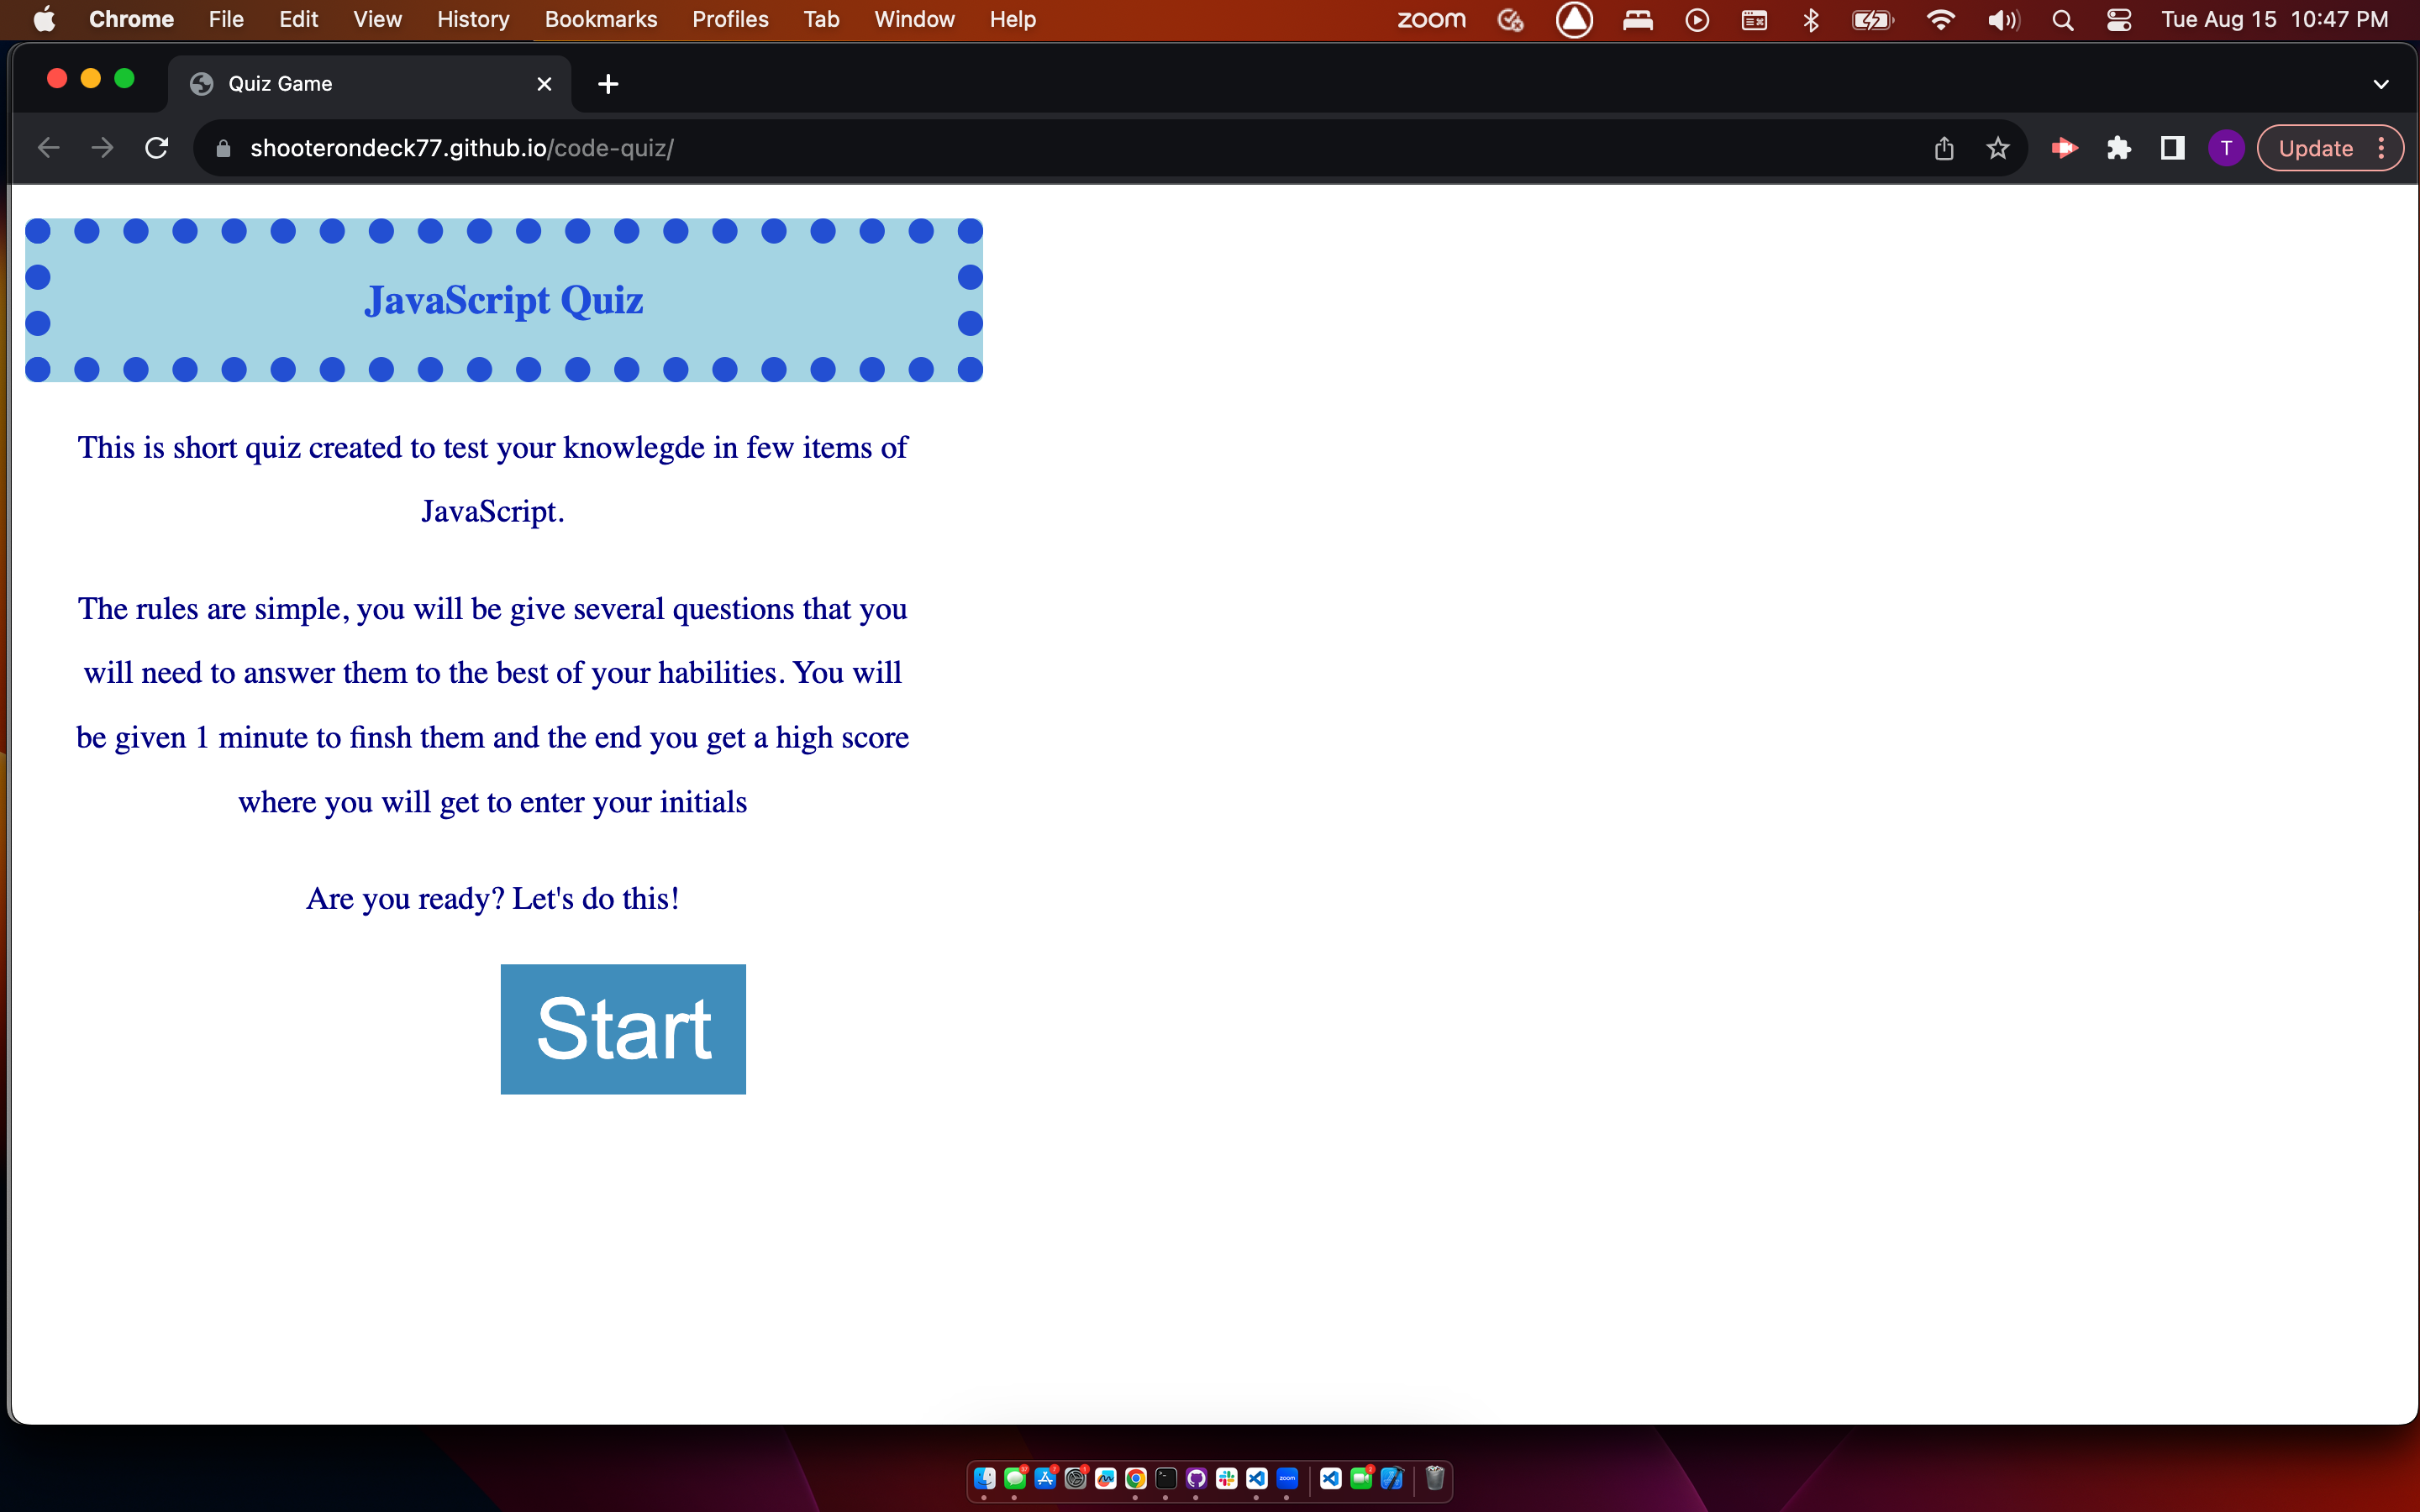 Chrome File Edit View History Bookmarks Profiles Tab Window Help zoom Tue Aug 15 10:47 PM
Quiz Game
shooterondeck77.github.io/code-quiz/ T Update
JavaScript Quiz
This is short quiz created to test your knowlegde in few items of
JavaScript.
The rules are simple, you will be give several questions that you
will need to answer them to the best of your habilities. You will
be given 1 minute to finsh them and the end you get a high score
where you will get to enter your initials
Are you ready? Let's do this!
Start
zoom